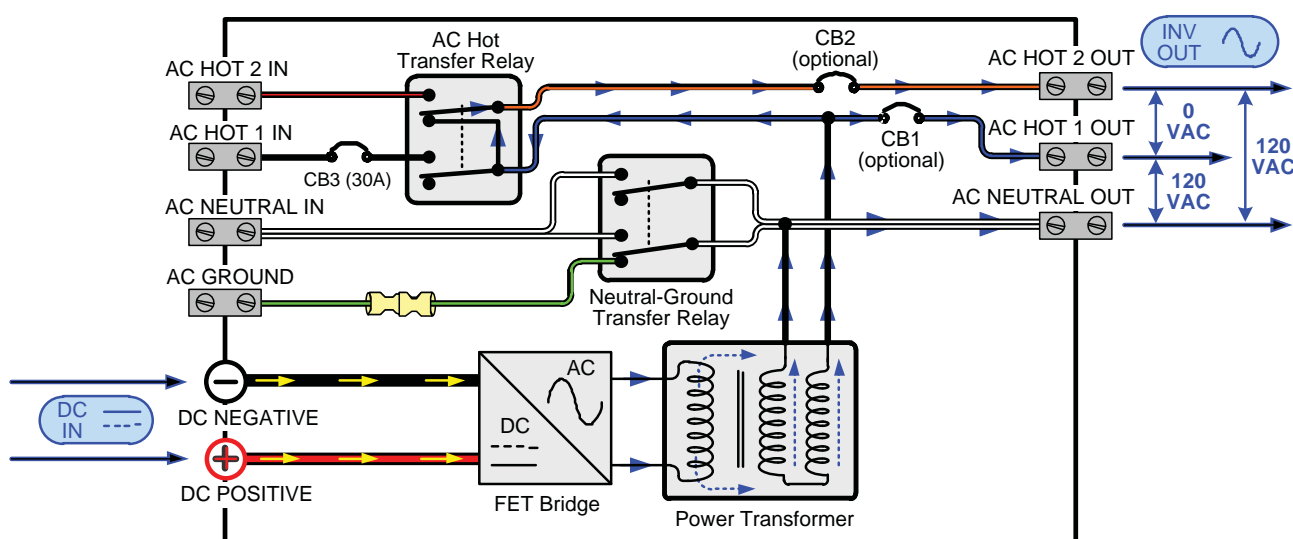 AC Hot
Transfer Relay
CB2
(optional)
INV
OUT
AC HOT 2 IN
AC HOT 2 OUT
AC HOT 1 IN
AC HOT 1 OUT
0
VAC
120
VAC
CB1
(optional)
CB3 (30A)
120
VAC
AC NEUTRAL IN
AC NEUTRAL OUT
AC GROUND
Neutral-Ground
Transfer Relay
DC
IN
DC NEGATIVE
AC
DC
DC POSITIVE
FET Bridge
Power Transformer